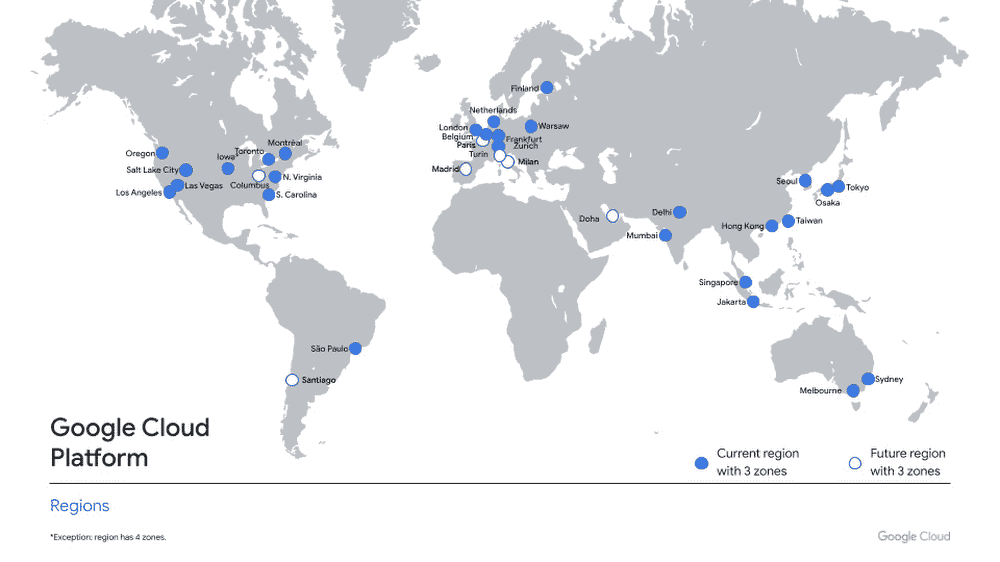 Finland
Netherlands
London
Belgium
Warsaw
Frankfurt
Paris
Zurich
Turin
Milan
Madrid
Montréal
Toronto
Oregon
Iowa*
Salt Lake City
N. Virginia
Columbus
Las Vegas
Los Angeles
S. Carolina
Seoul
Tokyo
Osaka
Doha
Delhi
Taiwan
Hong Kong
Mumbai
Singapore
Jakarta
São Paulo
Santiago
Sydney
Melbourne
Google Cloud
Platform
Current region
with 3 zones
Future region
with 3 zones
Regions
*Exception: region has 4 zones.
Google Cloud